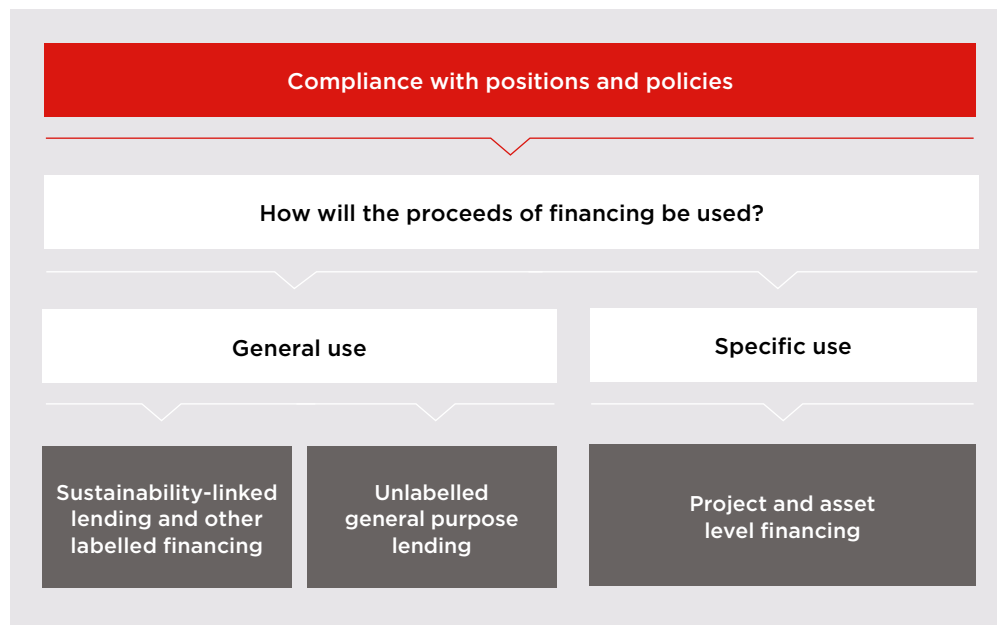 Compliance with positions and policies
How will the proceeds of financing be used?
General use
Specific use
Sustainability-linked
lending and other
labelled financing
Unlabelled
general purpose
lending
Project and asset
level financing